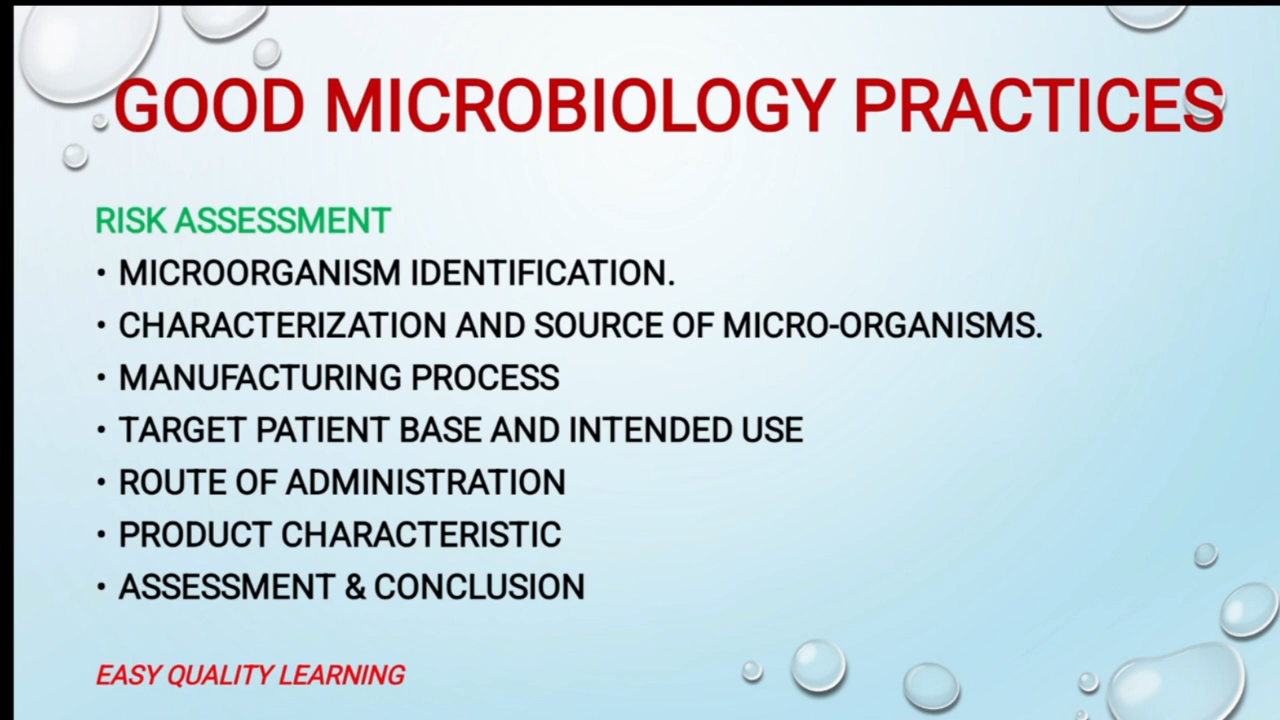 GOOD MICROBIOLOGY PRACTICES
RISK ASSESSMENT
• MICROORGANISM IDENTIFICATION.
• CHARACTERIZATION AND SOURCE OF MICRO-ORGANISMS.
• MANUFACTURING PROCESS
• TARGET PATIENT BASE AND INTENDED USE
• ROUTE OF ADMINISTRATION
• PRODUCT CHARACTERISTIC
• ASSESSMENT & CONCLUSION
EASY QUALITY LEARNING